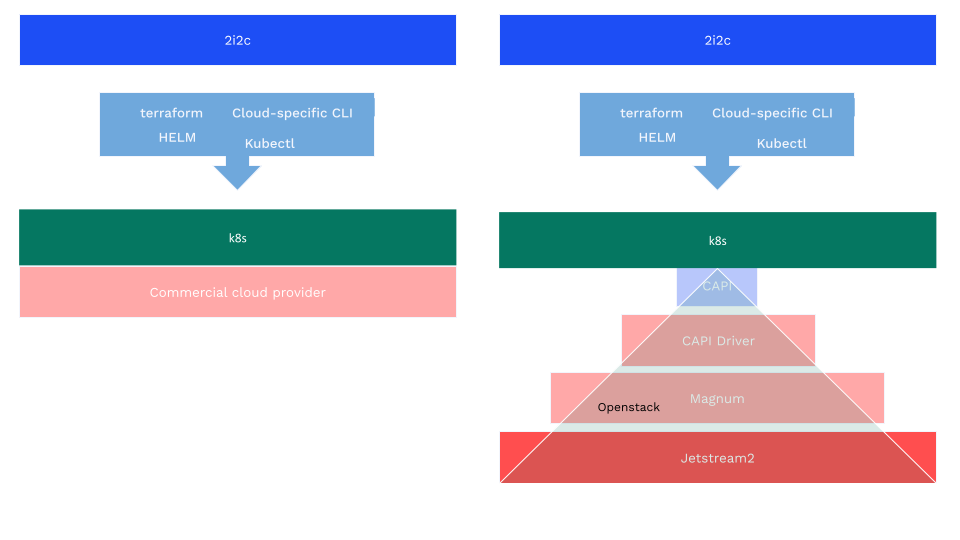 2i2c
terraform Cloud-specific CLI
HELM Kubectl
k8s
Commercial cloud provider
2i2c
terraform Cloud-specific CLI
HELM Kubectl
k8s
CAPI
CAPI Driver
Magnum
Openstack
Jetstream2